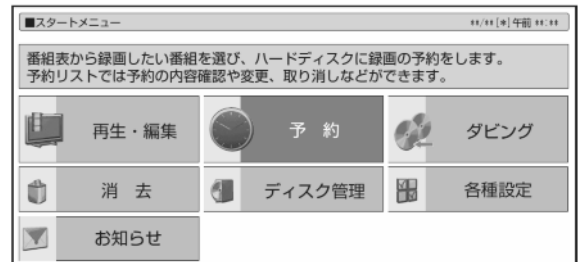 ■スタートメニュー **/**[*]午前 **:**
番組表から録画したい番組を選び、ハードディスクに録画の予約をします。
予約リストでは予約の内容確認や変更、取り消しなどができます。
再生・編集 予 約 ダビング
消 去 ディスク管理 各種設定
お知らせ